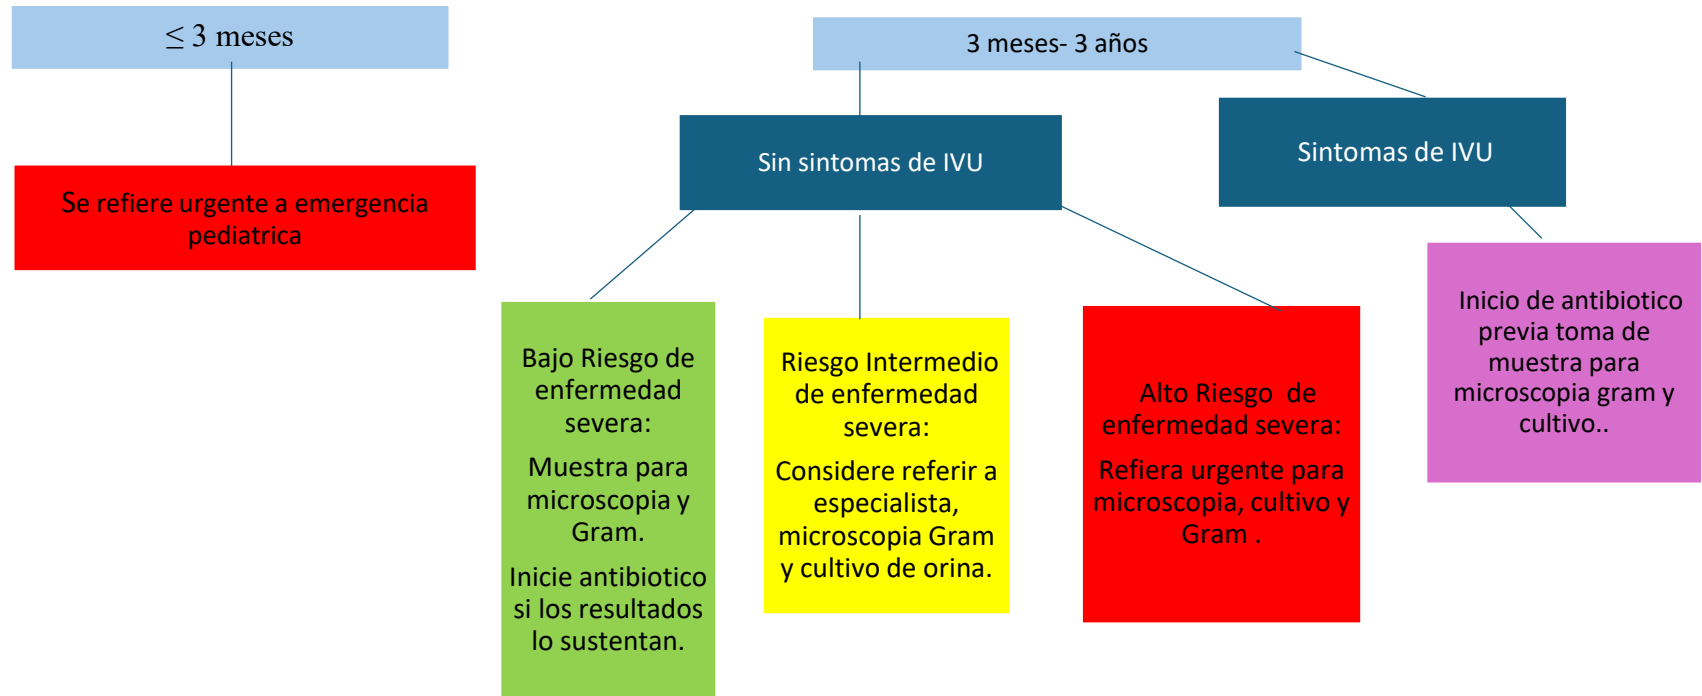 ≤ 3 meses
3 meses- 3 años
Se refiere urgente a emergencia
pediatrica
Sin sintomas de IVU
Sintomas de IVU
Bajo Riesgo de
enfermedad
severa:
Muestra para
microscopia y
Gram.
Inicie antibiotico
si los resultados
lo sustentan.
Riesgo Intermedio
de enfermedad
severa:
Considere referir a
especialista,
microscopia Gram
y cultivo de orina.
Alto Riesgo de
enfermedad severa:
Refiera urgente para
microscopia, cultivo y
Gram .
Inicio de antibiotico
previa toma de
muestra para
microscopia gram y
cultivo..